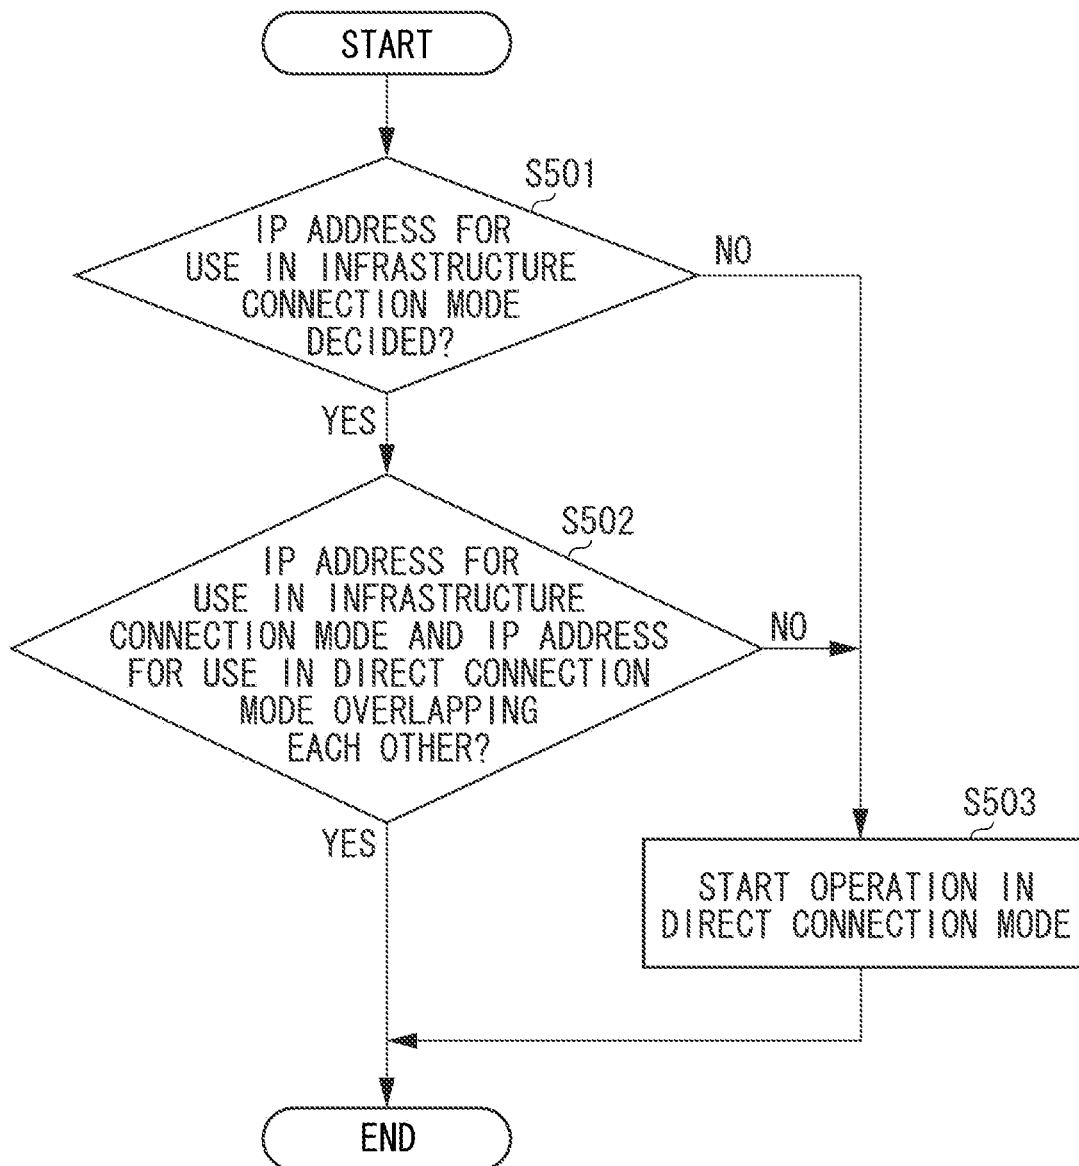 START
S501
IP ADDRESS FOR
USE IN INFRASTRUCTURE
CONNECTION MODE
DECIDED?
NO
YES
S502
IP ADDRESS FOR
USE IN INFRASTRUCTURE
CONNECTION MODE AND IP ADDRESS
FOR USE IN DIRECT CONNECTION
MODE OVERLAPPING
EACH OTHER?
NO
YES
S503
START OPERATION IN
DIRECT CONNECTION MODE
END